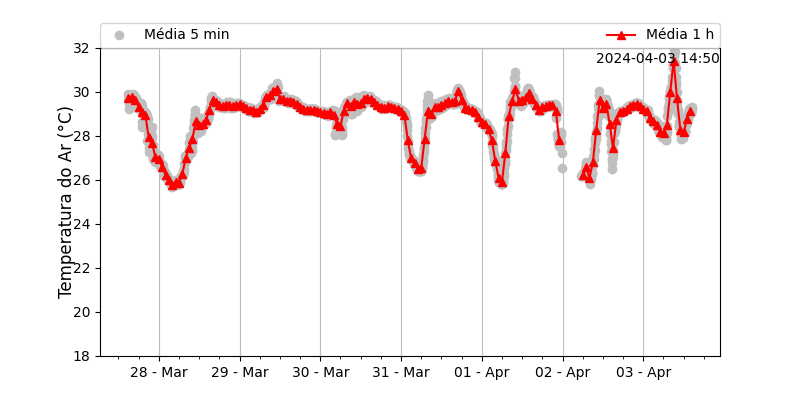 Média 5 min
Média 1 h
2024-04-03 14:50
Temperatura do Ar (°C)
32
30
28
26
24
22
20
18
28 - Mar
29 - Mar
30 - Mar
31 - Mar
01 - Apr
02 - Apr
03 - Apr